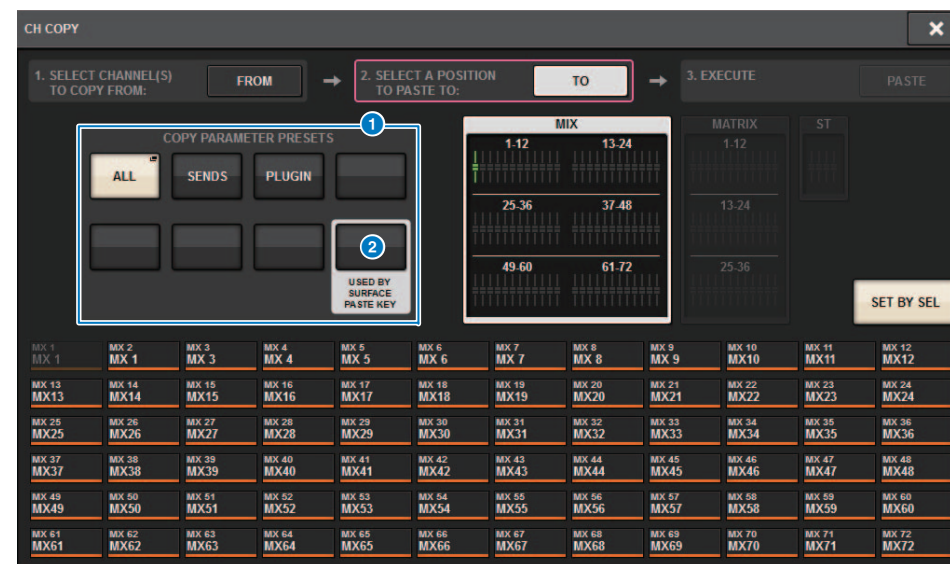 CH COPY
1. SELECT CHANNEL(S) TO COPY FROM:
FROM
2. SELECT A POSITION TO PASTE TO:
TO
3. EXECUTE
PASTE
1
COPY PARAMETER PRESETS
ALL
SENDS
PLUGIN
2
USED BY
SURFACE
PASTE KEY
MIX
1-12 13-24
25-36 37-48
49-60 61-72
MATRIX
1-12
13-24
25-36
ST
SET BY SEL
MX 1 MX 2 MX 3 MX 4 MX 5 MX 6 MX 7 MX 8 MX 9 MX 10 MX 11 MX 12
MX 1 MX 1 MX 3 MX 4 MX 5 MX 6 MX 7 MX 8 MX 9 MX10 MX11 MX12
MX 13 MX 14 MX 15 MX 16 MX 17 MX 18 MX 19 MX 20 MX 21 MX 22 MX 23 MX 24
MX13 MX14 MX15 MX16 MX17 MX18 MX19 MX20 MX21 MX22 MX23 MX24
MX 25 MX 26 MX 27 MX 28 MX 29 MX 30 MX 31 MX 32 MX 33 MX 34 MX 35 MX 36
MX25 MX26 MX27 MX28 MX29 MX30 MX31 MX32 MX33 MX34 MX35 MX36
MX 37 MX 38 MX 39 MX 40 MX 41 MX 42 MX 43 MX 44 MX 45 MX 46 MX 47 MX 48
MX37 MX38 MX39 MX40 MX41 MX42 MX43 MX44 MX45 MX46 MX47 MX48
MX 49 MX 50 MX 51 MX 52 MX 53 MX 54 MX 55 MX 56 MX 57 MX 58 MX 59 MX 60
MX49 MX50 MX51 MX52 MX53 MX54 MX55 MX56 MX57 MX58 MX59 MX60
MX 61 MX 62 MX 63 MX 64 MX 65 MX 66 MX 67 MX 68 MX 69 MX 70 MX 71 MX 72
MX61 MX62 MX63 MX64 MX65 MX66 MX67 MX68 MX69 MX70 MX71 MX72